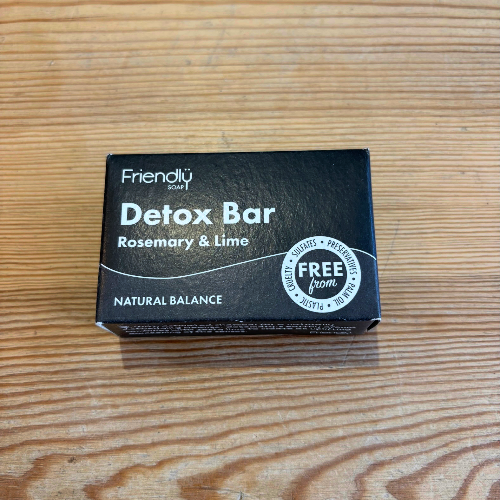 Friendly
SOAP
Detox Bar
Rosemary & Lime
NATURAL BALANCE
SULFATES • PRESERVATIVES • PALM OIL • PLASTIC • CRUELTY •
FREE
from